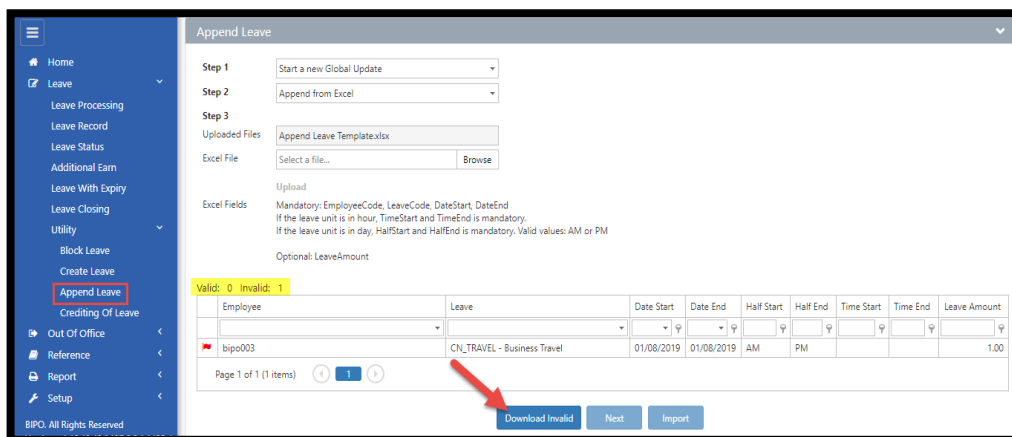 Append Leave
Home
Leave
Leave Processing
Leave Record
Leave Status
Additional Earn
Leave With Expiry
Leave Closing
Utility
Block Leave
Create Leave
Append Leave
Crediting Of Leave
Out Of Office
Reference
Report
Setup
BIPO. All Rights Reserved
Step 1 Start a new Global Update
Step 2 Append from Excel
Step 3
Uploaded Files Append Leave Template.xlsx
Excel File Select a file... Browse
Upload
Excel Fields Mandatory: EmployeeCode, LeaveCode, DateStart, DateEnd
If the leave unit is in hour, TimeStart and TimeEnd is mandatory.
If the leave unit is in day, HalfStart and HalfEnd is mandatory. Valid values: AM or PM
Optional: LeaveAmount
Valid: 0 Invalid: 1
Employee Leave Date Start Date End Half Start Half End Time Start Time End Leave Amount
bipo003 CN_TRAVEL - Business Travel 01/08/2019 01/08/2019 AM PM 1.00
Page 1 of 1 (1 items) 1
Download Invalid Next Import